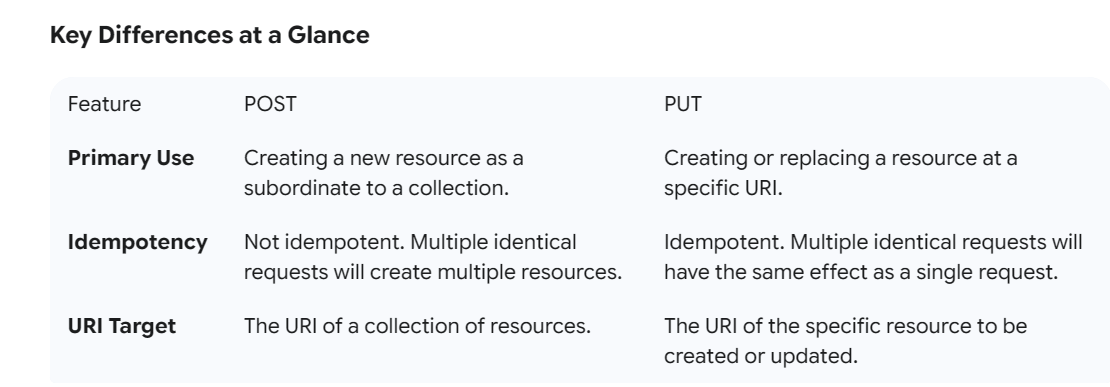 Key Differences at a Glance
Feature POST PUT
Primary Use Creating a new resource as a Creating or replacing a resource at a
subordinate to a collection. specific URI.
Idempotency Not idempotent. Multiple identical Idempotent. Multiple identical requests will
requests will create multiple resources. have the same effect as a single request.
URI Target The URI of a collection of resources. The URI of the specific resource to be
created or updated.